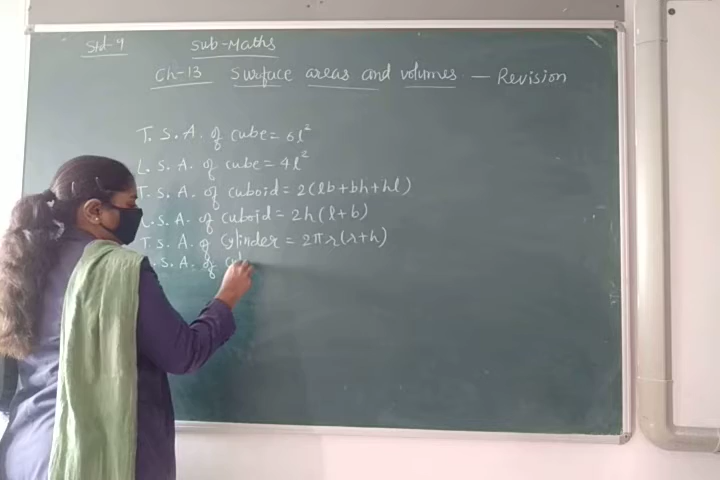 Std-9 Sub-Maths
Ch-13 Surface areas and volumes — Revision
T. S. A. of cube = 6l²
L. S. A. of cube = 4l²
T. S. A. of cuboid = 2(lb+bh+hl)
L. S. A. of cuboid = 2h(l+b)
T. S. A. of cylinder = 2πr(r+h)
S. A. of